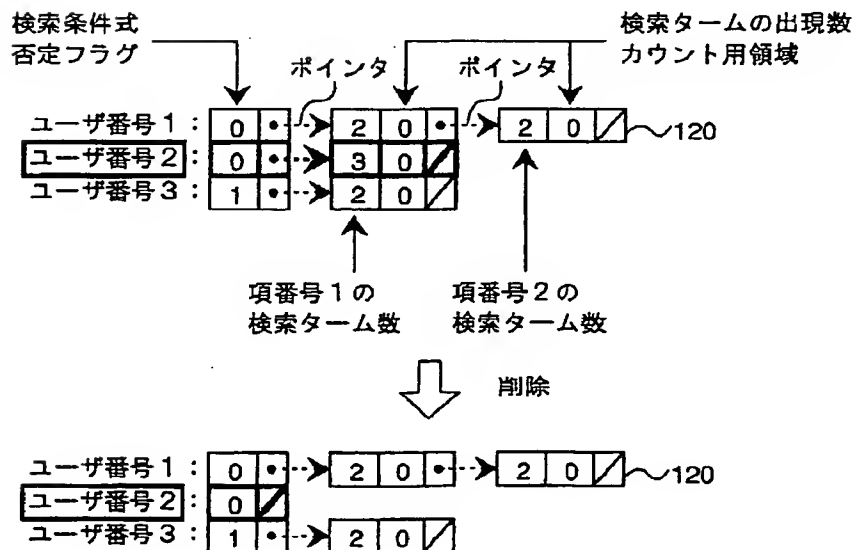 検索条件式
否定フラグ
ポインタ
ポインタ
検索タームの出現数
カウント用領域
ユーザ番号1: 0 2 0 2 0 120
ユーザ番号2: 0 3 0
ユーザ番号3: 1 2 0
項番号1の
検索ターム数
項番号2の
検索ターム数
削除
ユーザ番号1: 0 2 0 2 0 120
ユーザ番号2: 0
ユーザ番号3: 1 2 0